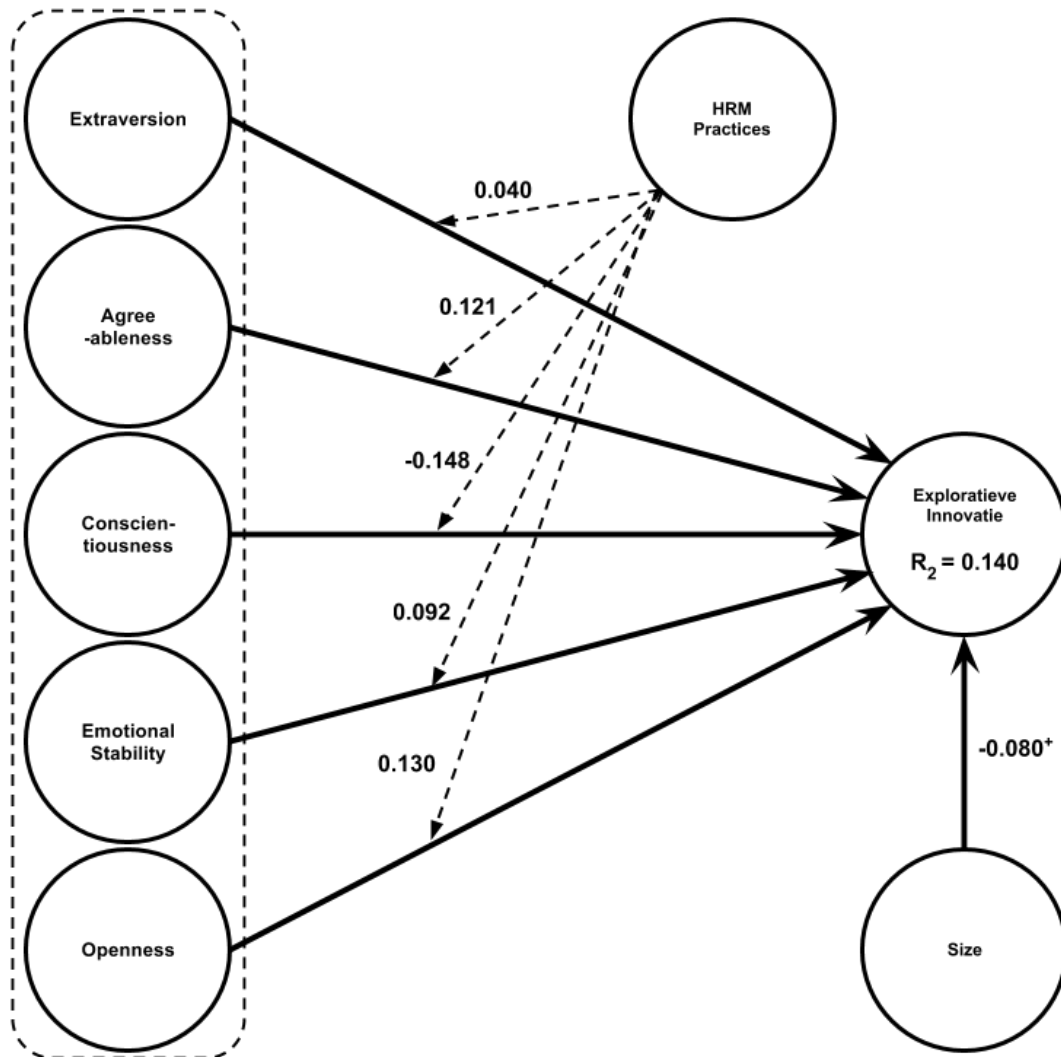 Extraversion
HRM
Practices
0.040
Agree
-ableness
0.121
-0.148
Conscien-
tiousness
Exploratieve
Innovatie
R2 = 0.140
0.092
Emotional
Stability
0.130
-0.080+
Openness
Size